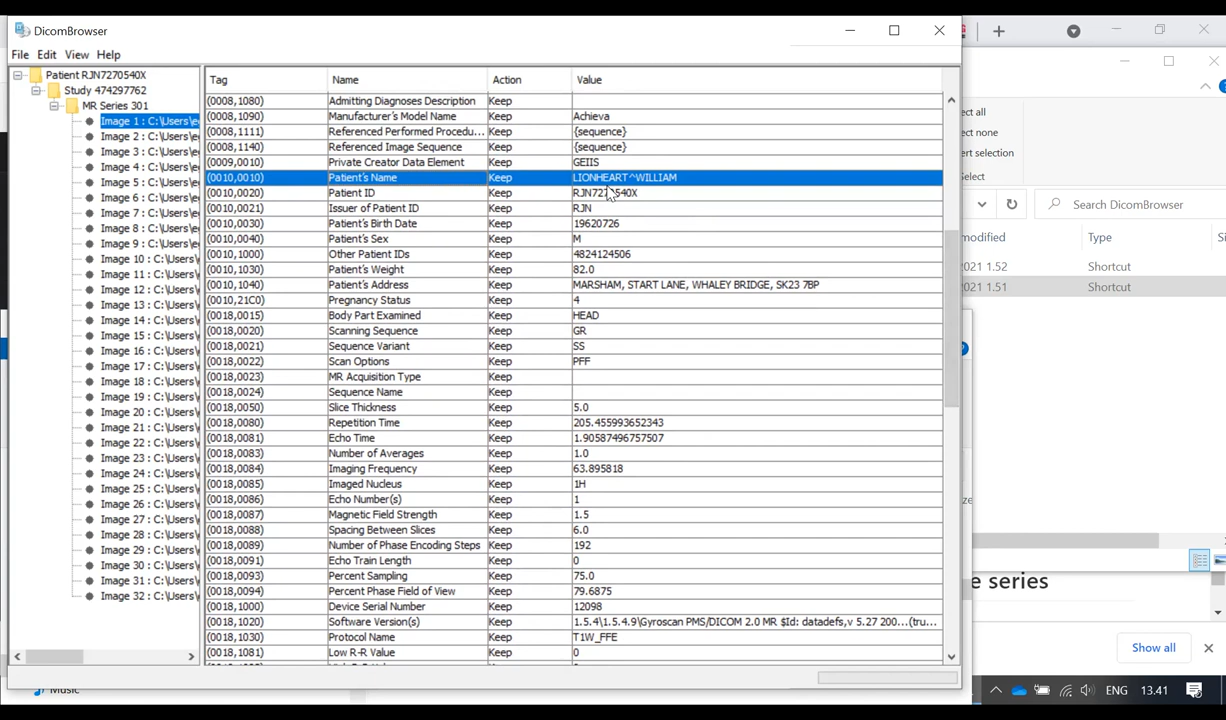 DicomBrowser
File Edit View Help
Patient RJN7270540X
Study 474297762
MR Series 301
Image 1 : C:\Users\e
Image 2 : C:\Users\e
Image 3 : C:\Users\e
Image 4 : C:\Users\e
Image 5 : C:\Users\e
Image 6 : C:\Users\e
Image 7 : C:\Users\e
Image 8 : C:\Users\e
Image 9 : C:\Users\e
Image 10 : C:\Users
Image 11 : C:\Users
Image 12 : C:\Users
Image 13 : C:\Users
Image 14 : C:\Users
Image 15 : C:\Users
Image 16 : C:\Users
Image 17 : C:\Users
Image 18 : C:\Users
Image 19 : C:\Users
Image 20 : C:\Users
Image 21 : C:\Users
Image 22 : C:\Users
Image 23 : C:\Users
Image 24 : C:\Users
Image 25 : C:\Users
Image 26 : C:\Users
Image 27 : C:\Users
Image 28 : C:\Users
Image 29 : C:\Users
Image 30 : C:\Users
Image 31 : C:\Users
Image 32 : C:\Users
Tag Name Action Value
(0008,1080) Admitting Diagnoses Description Keep
(0008,1090) Manufacturer's Model Name Keep Achieva
(0008,1111) Referenced Performed Procedu... Keep {sequence}
(0008,1140) Referenced Image Sequence Keep {sequence}
(0009,0010) Private Creator Data Element Keep GEIIS
(0010,0010) Patient's Name Keep LIONHEART^WILLIAM
(0010,0020) Patient ID Keep RJN7270540X
(0010,0021) Issuer of Patient ID Keep RJN
(0010,0030) Patient's Birth Date Keep 19620726
(0010,0040) Patient's Sex Keep M
(0010,1000) Other Patient IDs Keep 4824124506
(0010,1030) Patient's Weight Keep 82.0
(0010,1040) Patient's Address Keep MARSHAM, START LANE, WHALEY BRIDGE, SK23 7BP
(0010,21C0) Pregnancy Status Keep 4
(0018,0015) Body Part Examined Keep HEAD
(0018,0020) Scanning Sequence Keep GR
(0018,0021) Sequence Variant Keep SS
(0018,0022) Scan Options Keep PFF
(0018,0023) MR Acquisition Type Keep
(0018,0024) Sequence Name Keep
(0018,0050) Slice Thickness Keep 5.0
(0018,0080) Repetition Time Keep 205.455993652343
(0018,0081) Echo Time Keep 1.90587496757507
(0018,0083) Number of Averages Keep 1.0
(0018,0084) Imaging Frequency Keep 63.895818
(0018,0085) Imaged Nucleus Keep 1H
(0018,0086) Echo Number(s) Keep 1
(0018,0087) Magnetic Field Strength Keep 1.5
(0018,0088) Spacing Between Slices Keep 6.0
(0018,0089) Number of Phase Encoding Steps Keep 192
(0018,0091) Echo Train Length Keep 0
(0018,0093) Percent Sampling Keep 75.0
(0018,0094) Percent Phase Field of View Keep 79.6875
(0018,1000) Device Serial Number Keep 12098
(0018,1020) Software Version(s) Keep 1.5.4\1.5.4.9\Gyroscan PMS/DICOM 2.0 MR $Id: datadefs,v 5.27 200...(tru...
(0018,1030) Protocol Name Keep T1W_FFE
(0018,1081) Low R-R Value Keep 0
ect all
ect none
ert selection
Select
Search DicomBrowser
modified Type Si
2021 1.52 Shortcut
2021 1.51 Shortcut
ze
e series
Show all
Music
ENG 13.41